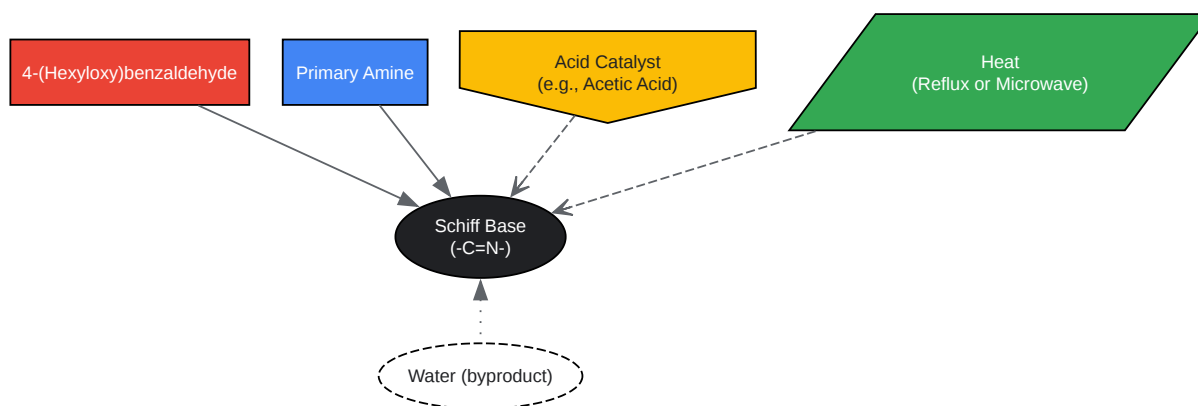 4-(Hexyloxy)benzaldehyde
Primary Amine
Acid Catalyst
(e.g., Acetic Acid)
Heat
(Reflux or Microwave)
Schiff Base
(-C=N-)
Water (byproduct)